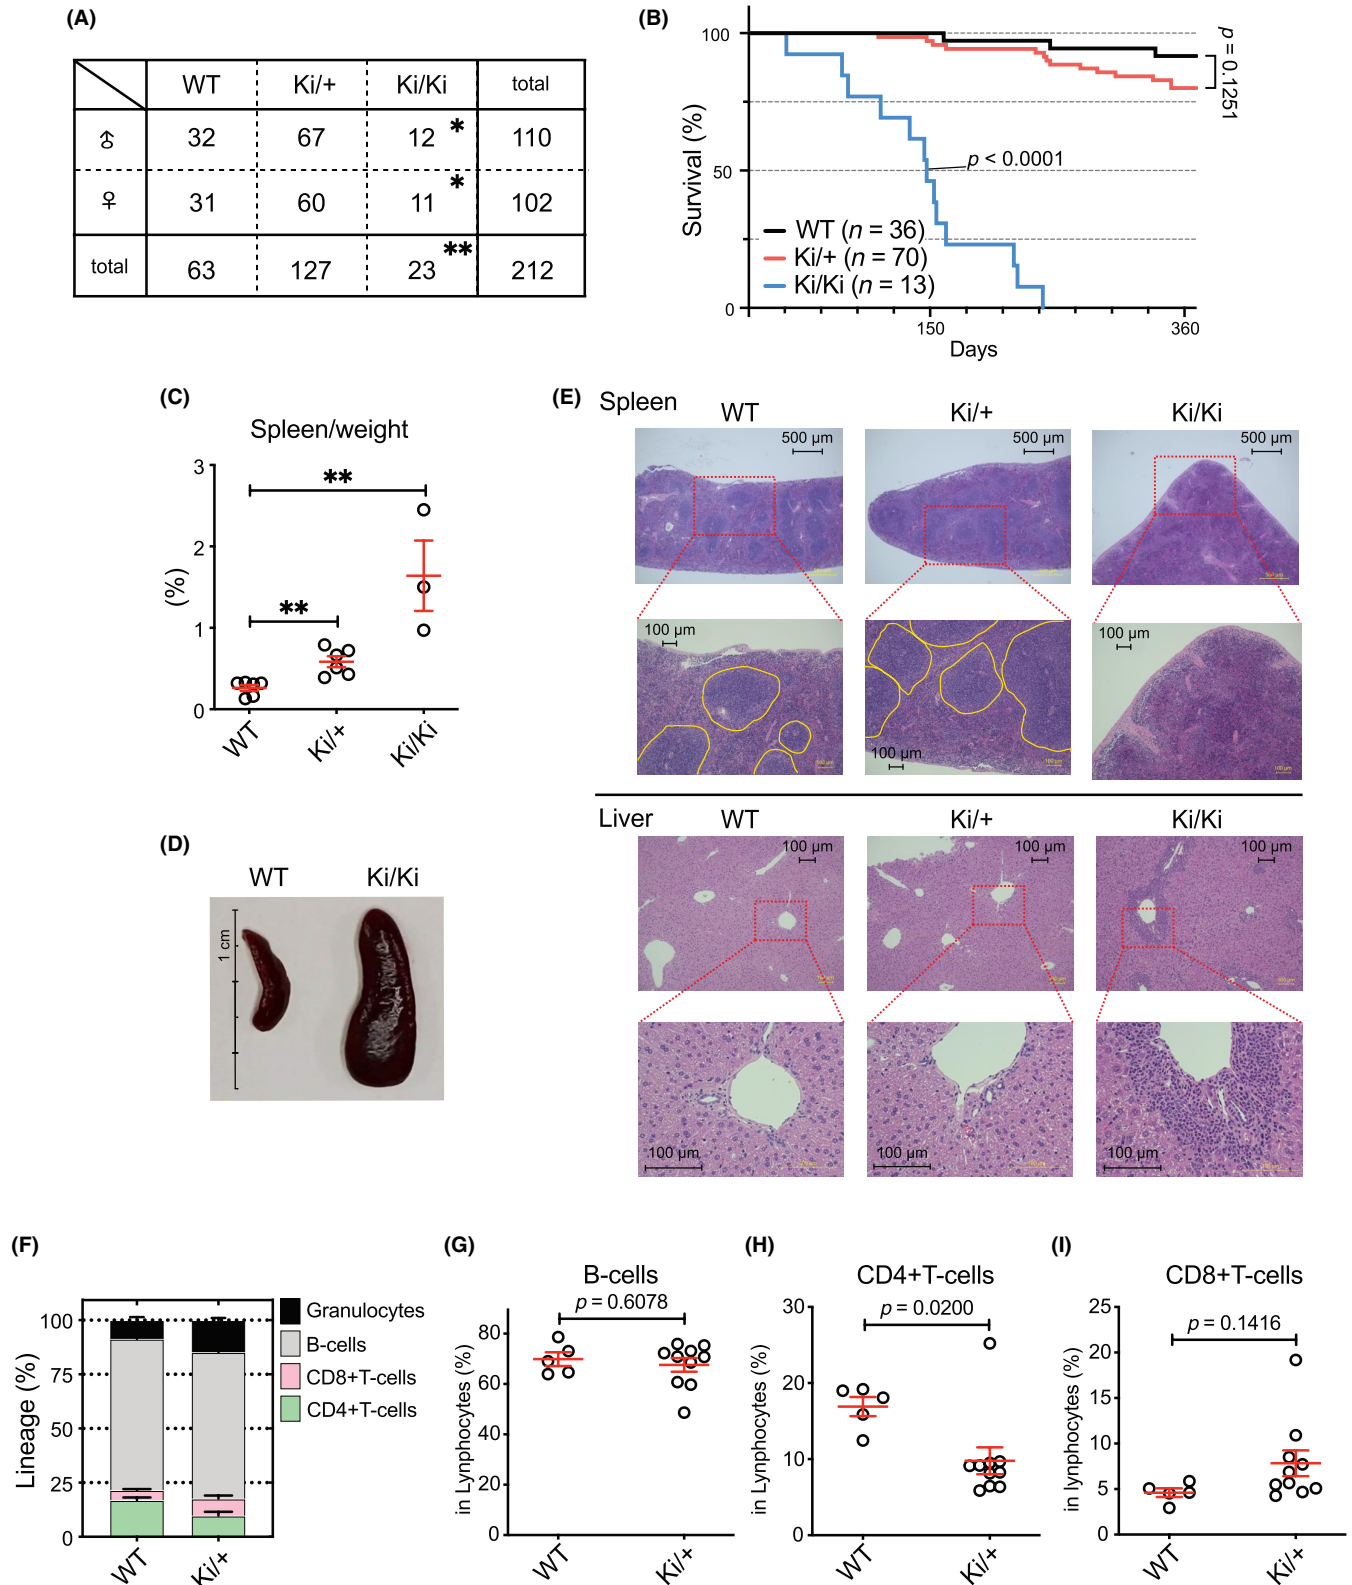 (A)
WT Ki/+ Ki/Ki total
♂ 32 67 12 * 110
♀ 31 60 11 * 102
total 63 127 23 ** 212
(B)
100
50
0
Survival (%)
p = 0.1251
p < 0.0001
WT (n = 36)
Ki/+ (n = 70)
Ki/Ki (n = 13)
150 360
Days
(C)
Spleen/weight
3
2
1
0
(%)
**
**
WT Ki/+ Ki/Ki
(D)
WT Ki/Ki
1 cm
(E)
Spleen
WT Ki/+ Ki/Ki
500 µm 500 µm 500 µm
100 µm 100 µm 100 µm
Liver
WT Ki/+ Ki/Ki
100 µm 100 µm 100 µm
100 µm 100 µm 100 µm
(F)
100
75
50
25
0
Lineage (%)
Granulocytes
B-cells
CD8+T-cells
CD4+T-cells
WT Ki/+
(G)
B-cells
p = 0.6078
80
60
40
20
0
in Lynphocytes (%)
WT Ki/+
(H)
CD4+T-cells
p = 0.0200
30
20
10
0
in Lynphocytes (%)
WT Ki/+
(I)
CD8+T-cells
p = 0.1416
25
20
15
10
5
0
in lynphocytes (%)
WT Ki/+